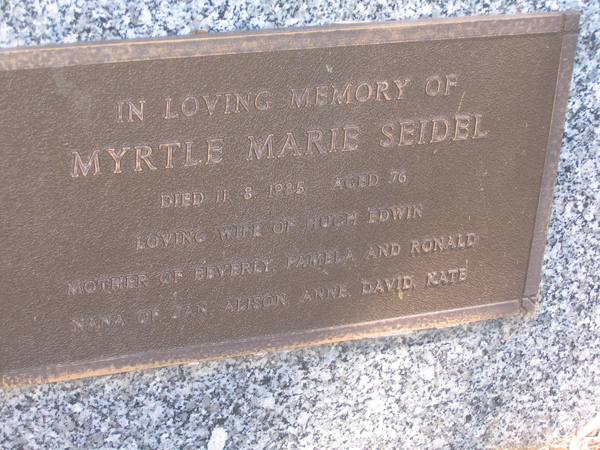 IN LOVING MEMORY OF
MYRTLE MARIE SEIDEL
DIED 11. 8. 1985 AGED 76
LOVING WIFE OF HUGH EDWIN
MOTHER OF BEVERLY, PAMELA AND RONALD
NANA OF JAN, ALISON, ANNE, DAVID, KATE